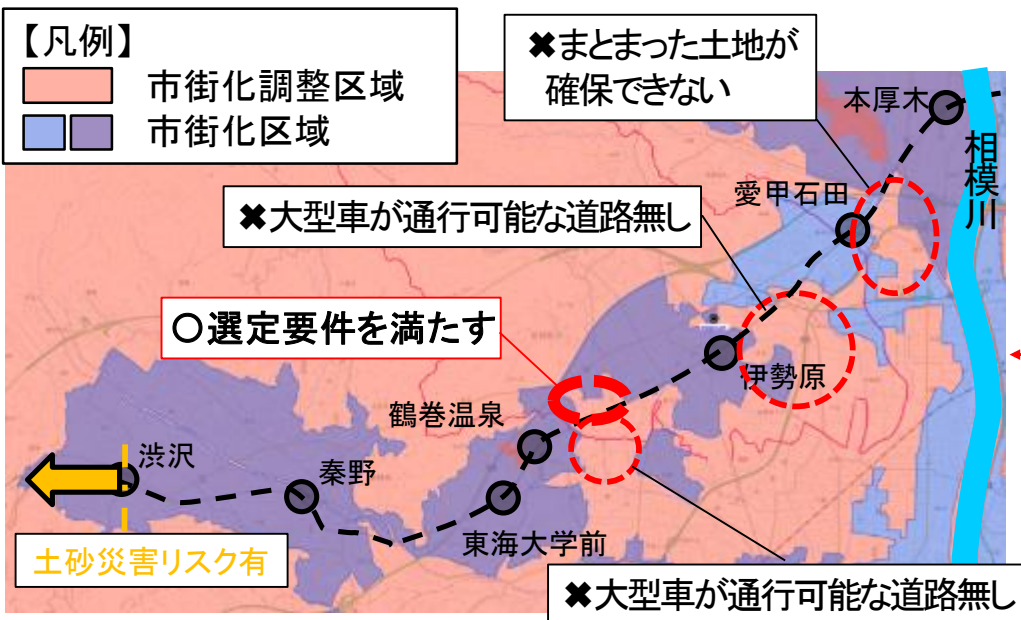 【凡例】
市街化調整区域
市街化区域
✖まとまった土地が
確保できない
本厚木
相模川
愛甲石田
✖大型車が通行可能な道路無し
〇選定要件を満たす
伊勢原
鶴巻温泉
渋沢
秦野
東海大学前
土砂災害リスク有
✖大型車が通行可能な道路無し